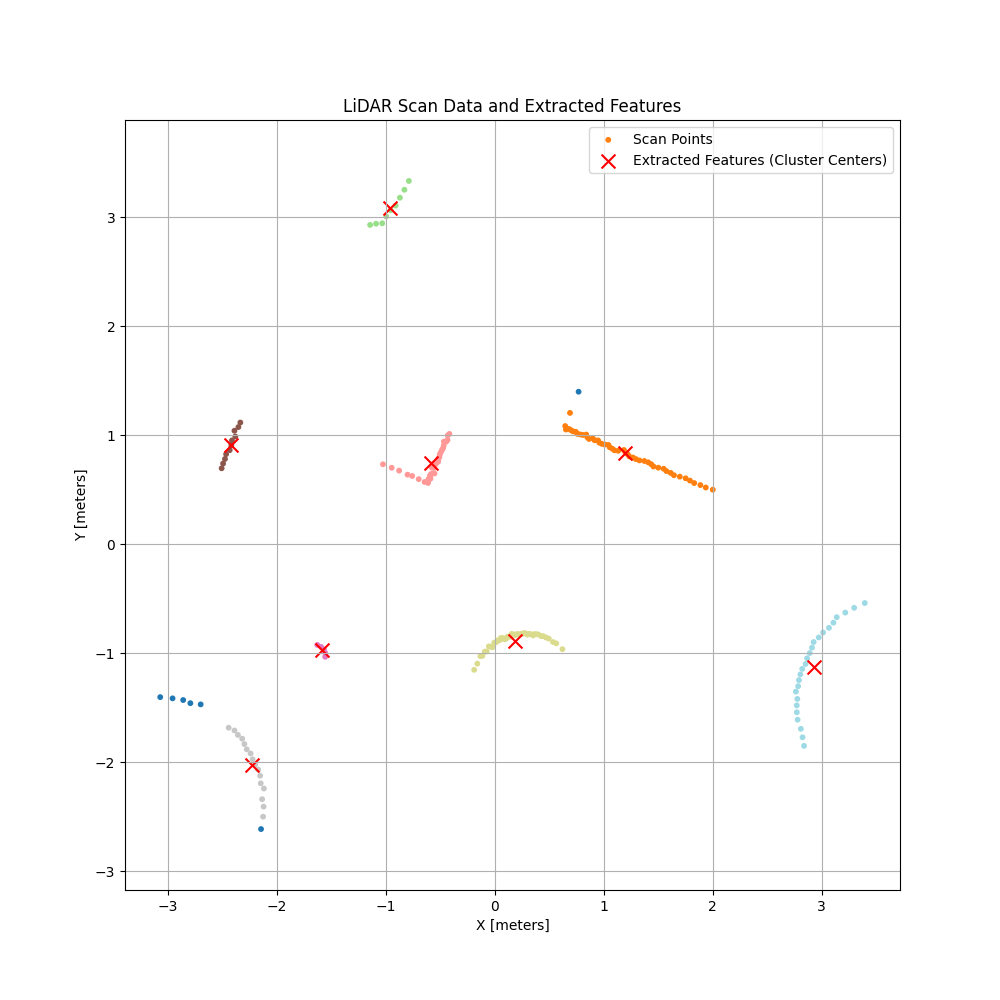 LiDAR Scan Data and Extracted Features
Scan Points
Extracted Features (Cluster Centers)
3
2
1
0
−1
−2
−3
Y [meters]
−3 −2 −1 0 1 2 3
X [meters]